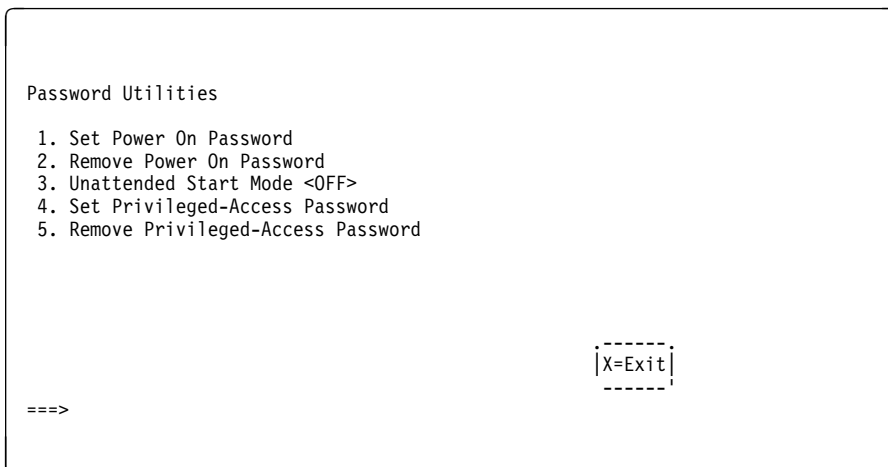 Password Utilities
1. Set Power On Password
2. Remove Power On Password
3. Unattended Start Mode <OFF>
4. Set Privileged-Access Password
5. Remove Privileged-Access Password
X=Exit
===>